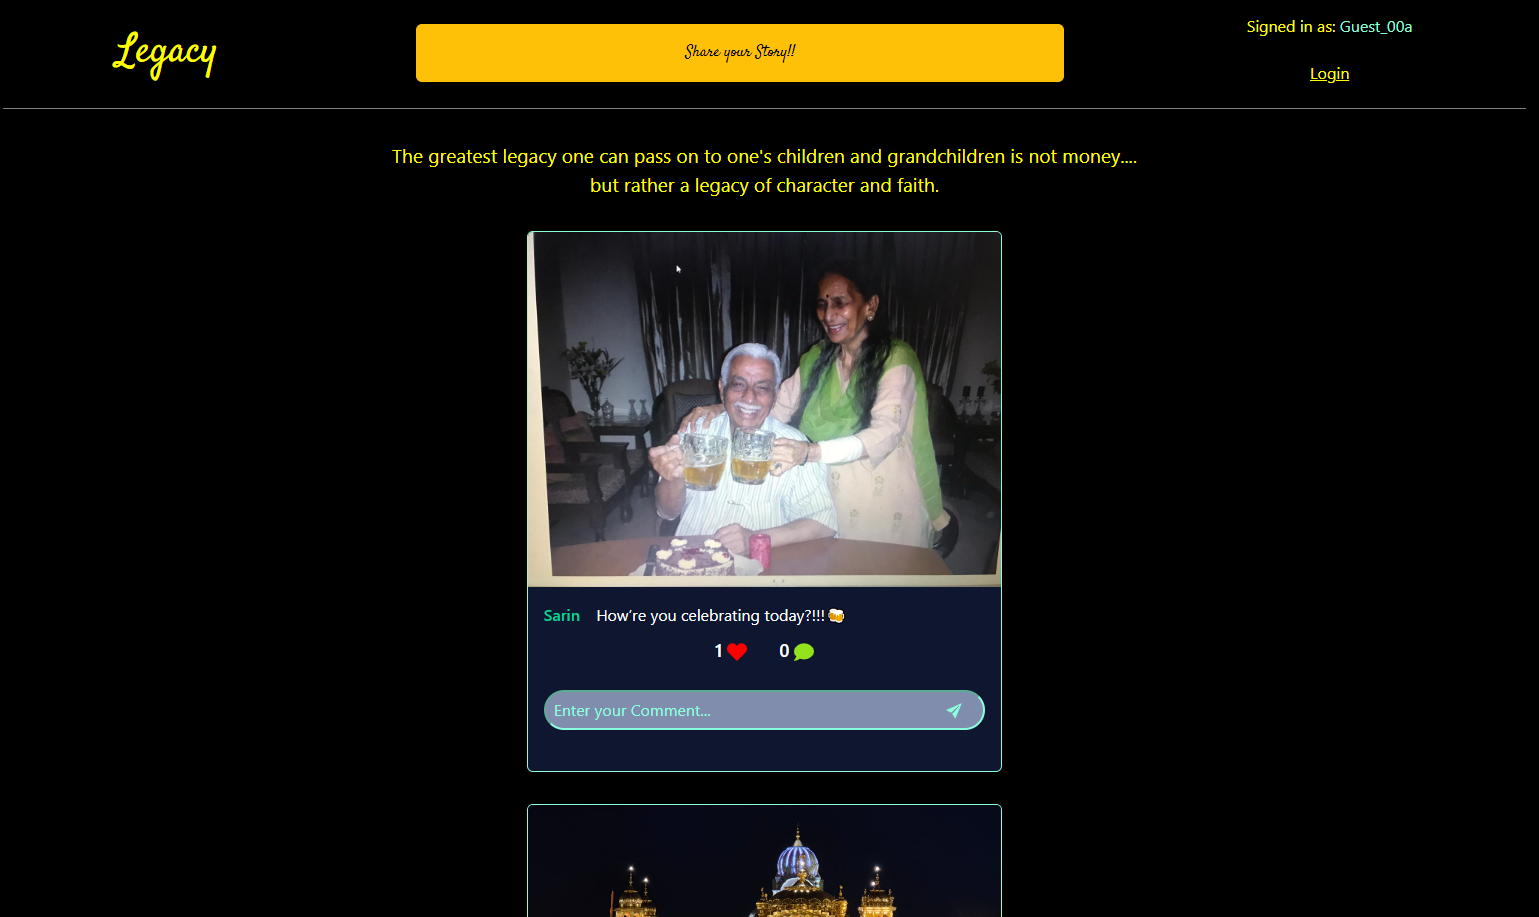 Legacy
Share your Story!!
Signed in as: Guest_00a
Login
The greatest legacy one can pass on to one's children and grandchildren is not money....
but rather a legacy of character and faith.
Sarin How're you celebrating today?!!! 🍻
1 ❤ 0
Enter your Comment...